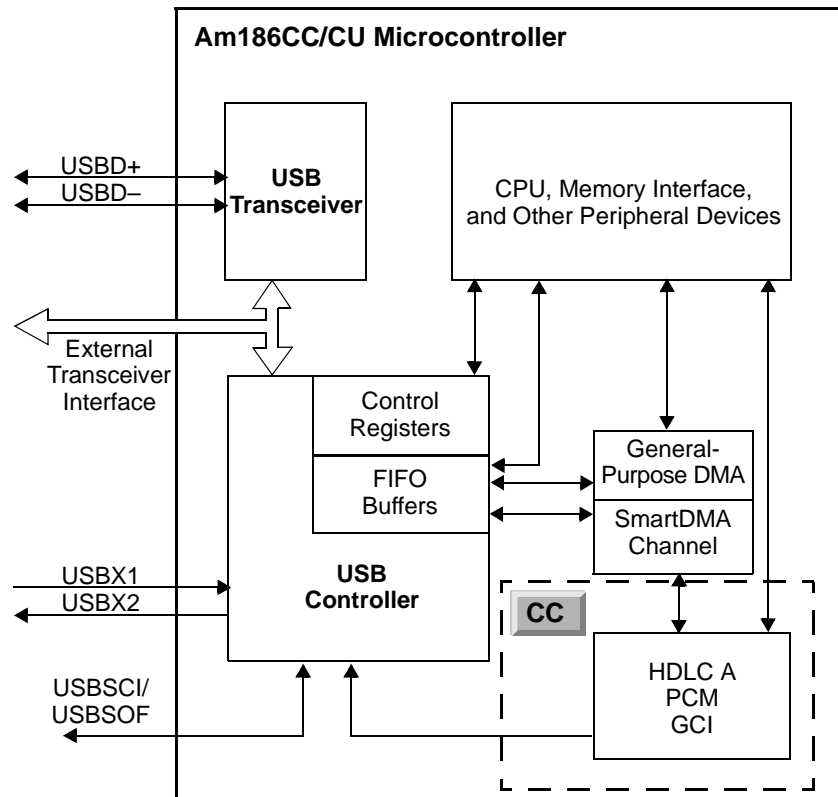 Am186CC/CU Microcontroller
USBD+
USBD–
USB
Transceiver
CPU, Memory Interface,
and Other Peripheral Devices
External
Transceiver
Interface
Control
Registers
FIFO
Buffers
General-
Purpose DMA
SmartDMA
Channel
USBX1
USBX2
USB
Controller
CC
USBSCI/
USBSOF
HDLC A
PCM
GCI